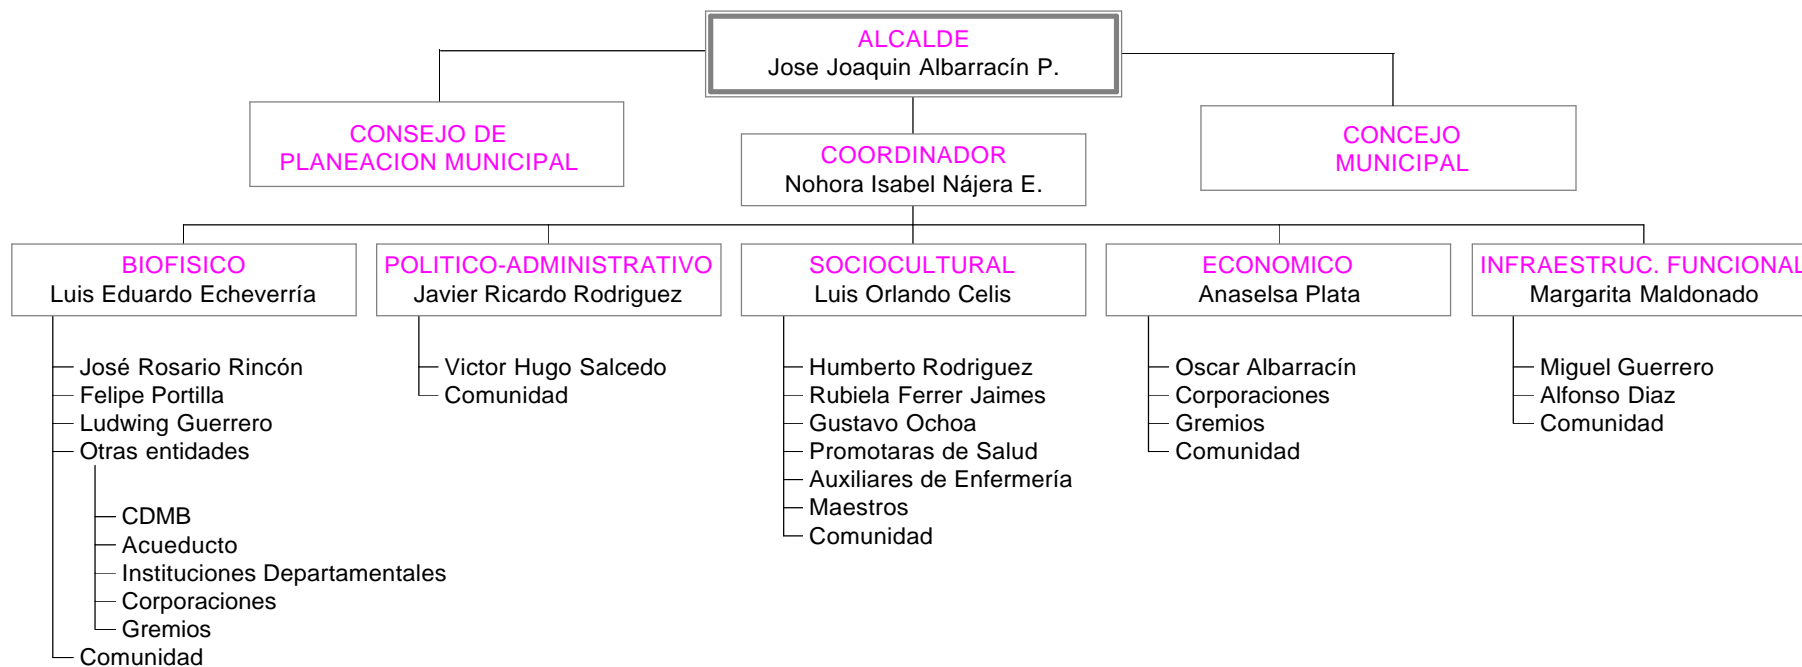 ALCALDE
Jose Joaquin Albarracín P.
CONSEJO DE
PLANEACION MUNICIPAL
COORDINADOR
Nohora Isabel Nájera E.
CONCEJO
MUNICIPAL
BIOFISICO
Luis Eduardo Echeverría
José Rosario Rincón
Felipe Portilla
Ludwing Guerrero
Otras entidades
CDMB
Acueducto
Instituciones Departamentales
Corporaciones
Gremios
Comunidad
POLITICO-ADMINISTRATIVO
Javier Ricardo Rodriguez
Victor Hugo Salcedo
Comunidad
SOCIOCULTURAL
Luis Orlando Celis
Humberto Rodriguez
Rubiela Ferrer Jaimes
Gustavo Ochoa
Promotaras de Salud
Auxiliares de Enfermería
Maestros
Comunidad
ECONOMICO
Anaselsa Plata
Oscar Albarracín
Corporaciones
Gremios
Comunidad
INFRAESTRUC. FUNCIONAL
Margarita Maldonado
Miguel Guerrero
Alfonso Diaz
Comunidad